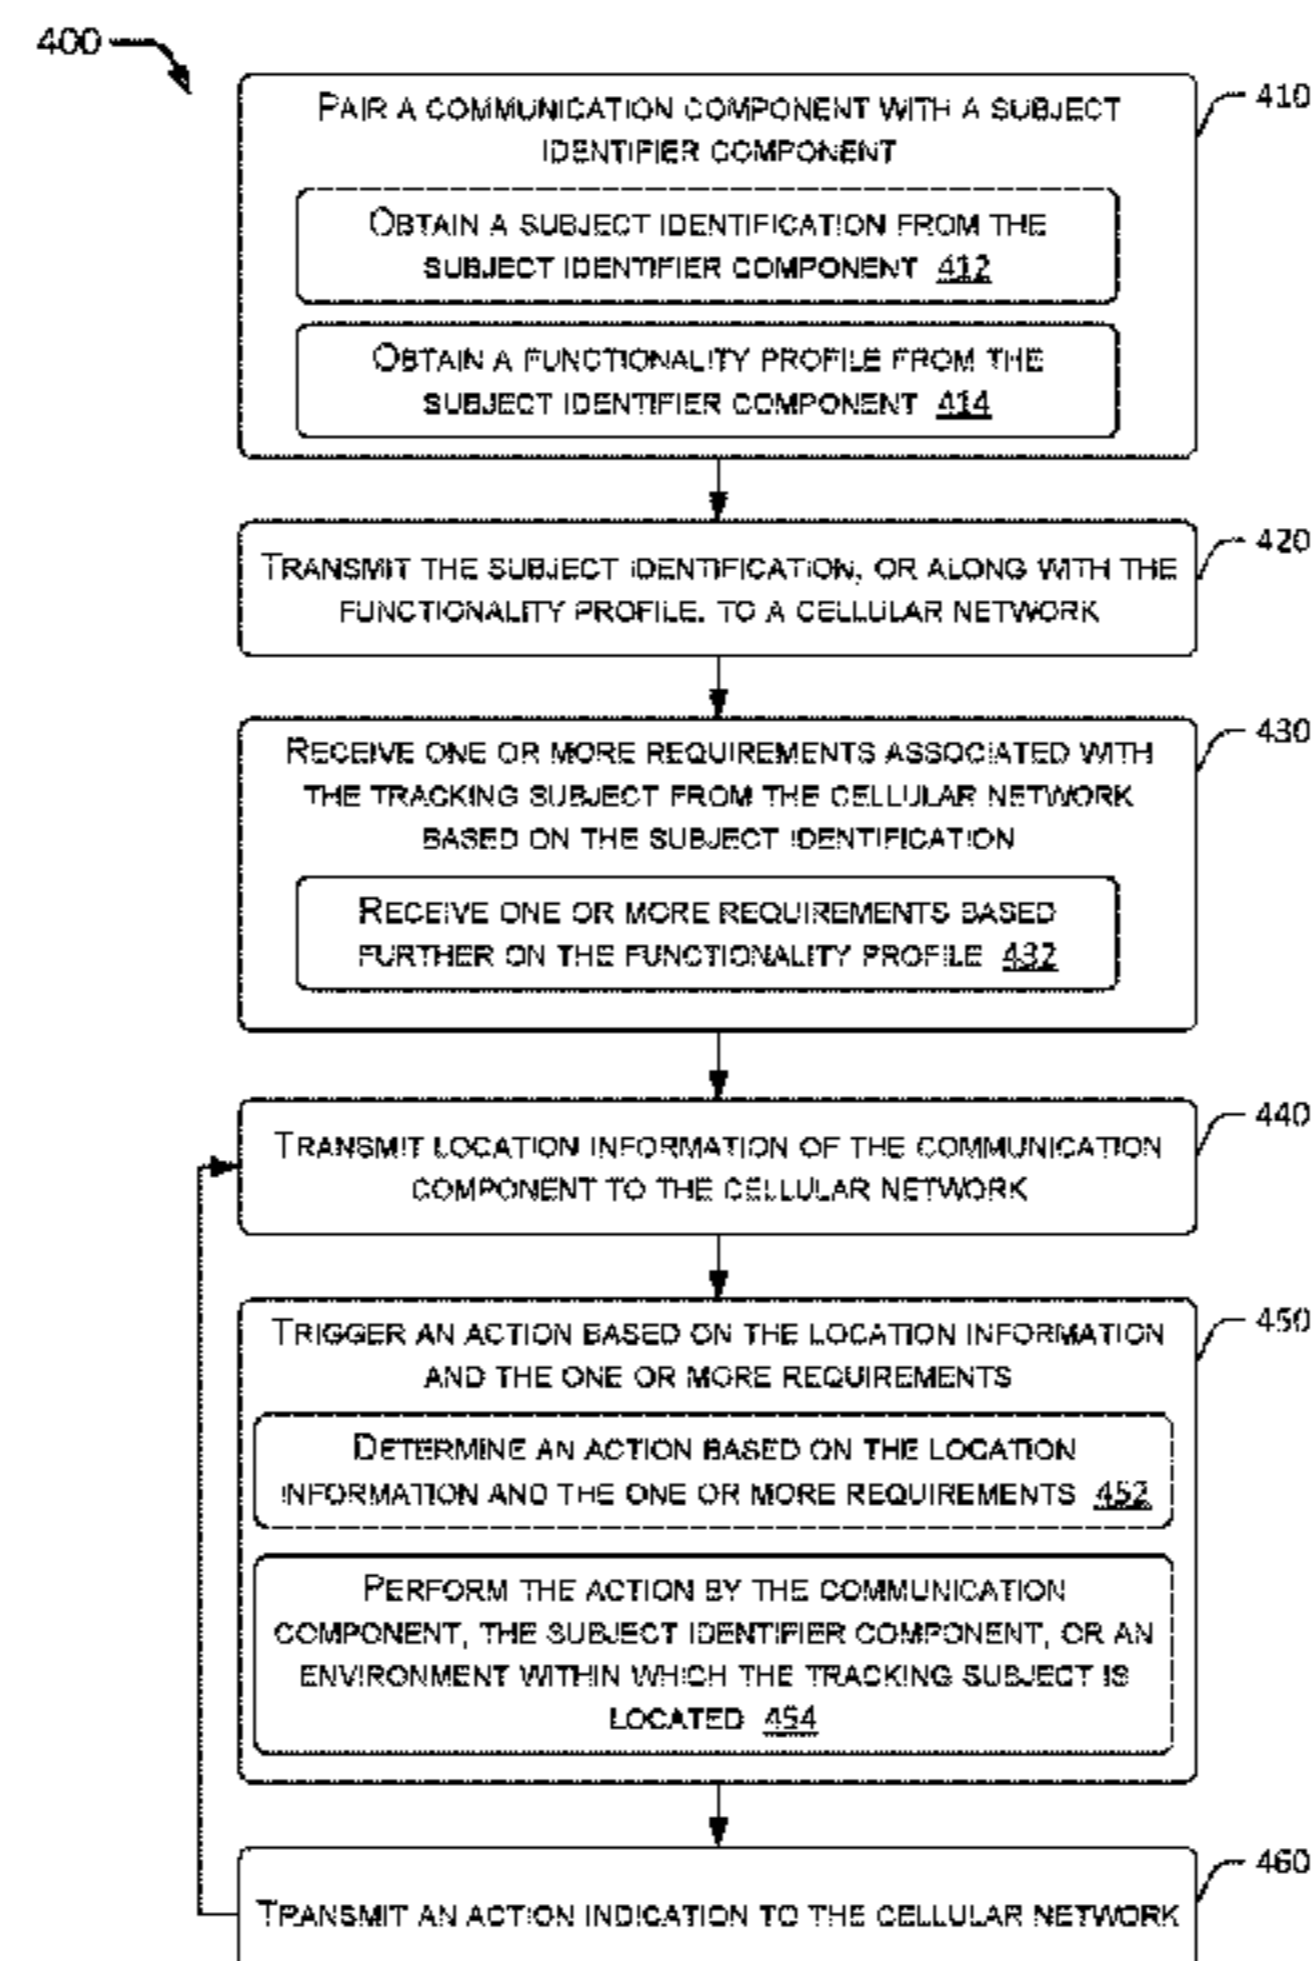 400
410
PAIR A COMMUNICATION COMPONENT WITH A SUBJECT
IDENTIFIER COMPONENT
OBTAIN A SUBJECT IDENTIFICATION FROM THE
SUBJECT IDENTIFIER COMPONENT 412
OBTAIN A FUNCTIONALITY PROFILE FROM THE
SUBJECT IDENTIFIER COMPONENT 414
420
TRANSMIT THE SUBJECT IDENTIFICATION, OR ALONG WITH THE
FUNCTIONALITY PROFILE, TO A CELLULAR NETWORK
430
RECEIVE ONE OR MORE REQUIREMENTS ASSOCIATED WITH
THE TRACKING SUBJECT FROM THE CELLULAR NETWORK
BASED ON THE SUBJECT IDENTIFICATION
RECEIVE ONE OR MORE REQUIREMENTS BASED
FURTHER ON THE FUNCTIONALITY PROFILE 432
440
TRANSMIT LOCATION INFORMATION OF THE COMMUNICATION
COMPONENT TO THE CELLULAR NETWORK
450
TRIGGER AN ACTION BASED ON THE LOCATION INFORMATION
AND THE ONE OR MORE REQUIREMENTS
DETERMINE AN ACTION BASED ON THE LOCATION
INFORMATION AND THE ONE OR MORE REQUIREMENTS 452
PERFORM THE ACTION BY THE COMMUNICATION
COMPONENT, THE SUBJECT IDENTIFIER COMPONENT, OR AN
ENVIRONMENT WITHIN WHICH THE TRACKING SUBJECT IS
LOCATED 454
460
TRANSMIT AN ACTION INDICATION TO THE CELLULAR NETWORK